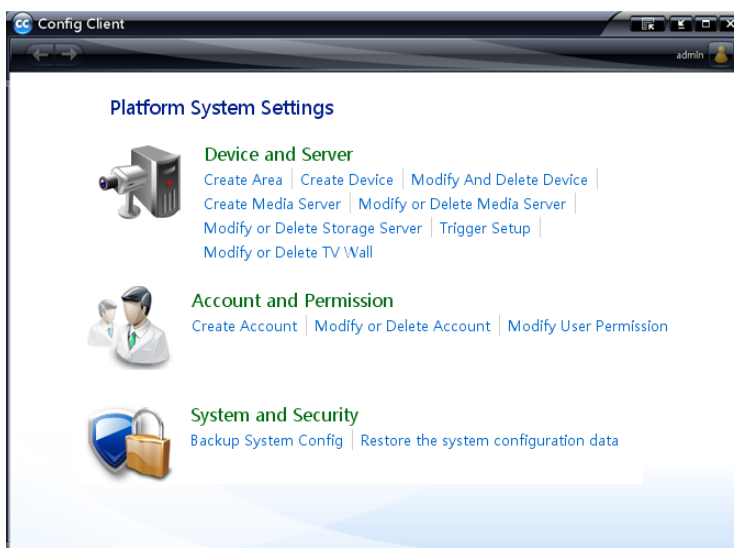 cc Config Client
admin
Platform System Settings
Device and Server
Create Area | Create Device | Modify And Delete Device |
Create Media Server | Modify or Delete Media Server |
Modify or Delete Storage Server | Trigger Setup |
Modify or Delete TV Wall
Account and Permission
Create Account | Modify or Delete Account | Modify User Permission
System and Security
Backup System Config | Restore the system configuration data